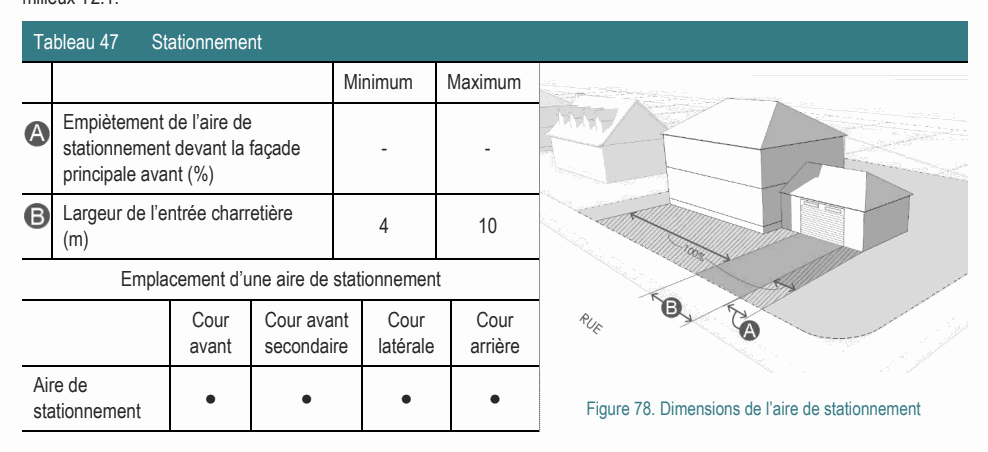 milieux T2.1.
Tableau 47 Stationnement
Minimum Maximum
A Empiètement de l'aire de
stationnement devant la façade
principale avant (%)
- -
B Largeur de l'entrée charretière
(m)
4 10
Emplacement d'une aire de stationnement
Cour
avant
Cour avant
secondaire
Cour
latérale
Cour
arrière
Aire de
stationnement
● ● ● ●
100%
B
A
RUE
Figure 78. Dimensions de l'aire de stationnement